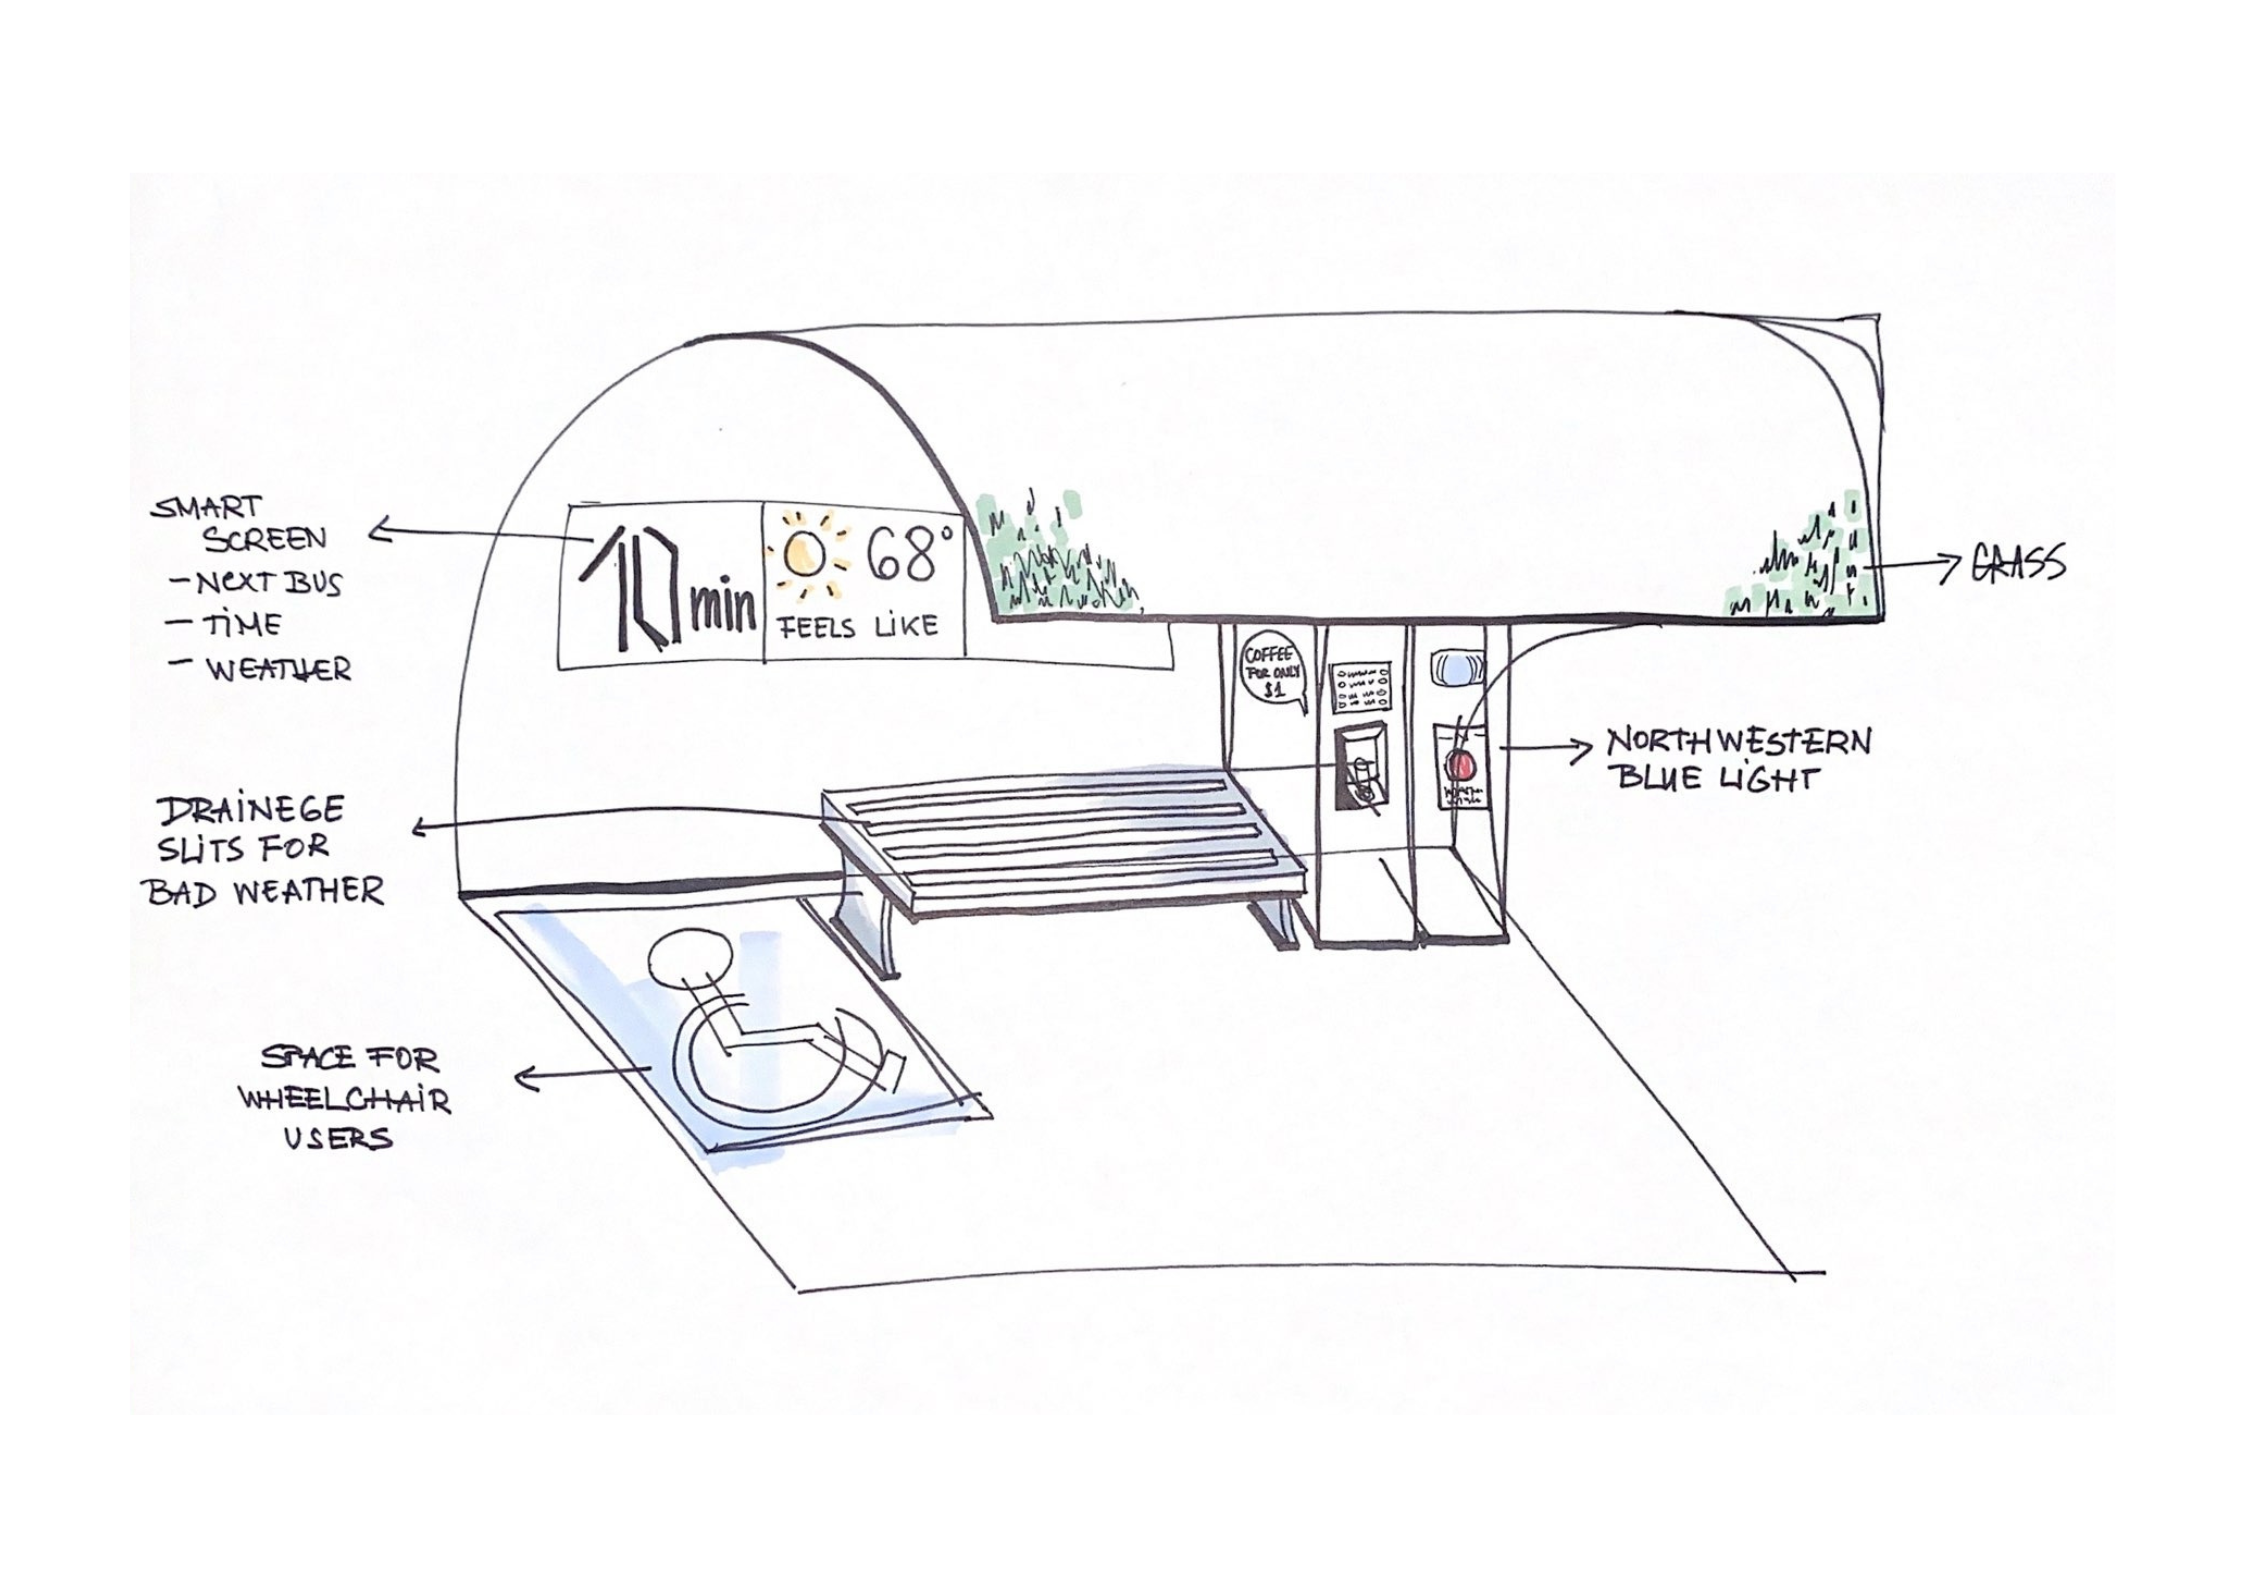 SMART
SCREEN
- NEXT BUS
- TIME
- WEATHER
10 min
68°
FEELS LIKE
GRASS
COFFEE
FOR ONLY
$1
NORTHWESTERN
BLUE LIGHT
DRAINEGE
SLITS FOR
BAD WEATHER
SPACE FOR
WHEELCHAIR
USERS